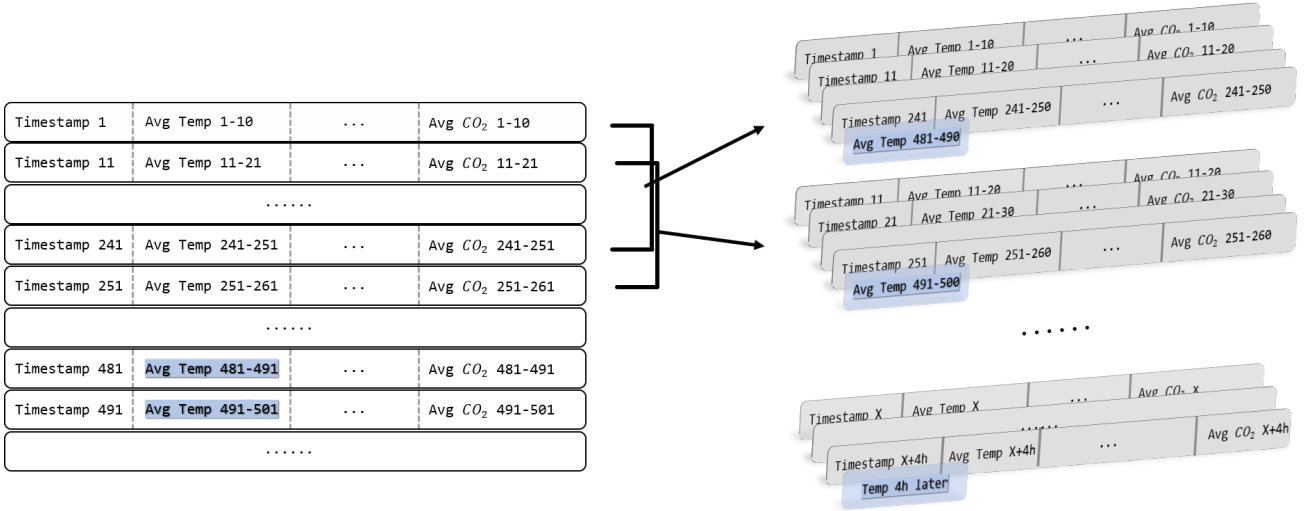 Timestamp 1 Avg Temp 1-10 ... Avg CO₂ 1-10
Timestamp 11 Avg Temp 11-21 ... Avg CO₂ 11-21
......
Timestamp 241 Avg Temp 241-251 ... Avg CO₂ 241-251
Timestamp 251 Avg Temp 251-261 ... Avg CO₂ 251-261
......
Timestamp 481 Avg Temp 481-491 ... Avg CO₂ 481-491
Timestamp 491 Avg Temp 491-501 ... Avg CO₂ 491-501
......
Timestamp 1 Avg Temp 1-10 ... Avg CO₂ 1-10
Timestamp 11 Avg Temp 11-20 ... Avg CO₂ 11-20
Timestamp 241 Avg Temp 241-250 ... Avg CO₂ 241-250
Avg Temp 481-490
Timestamp 11 Avg Temp 11-20 ... Avg CO₂ 11-20
Timestamp 21 Avg Temp 21-30 ... Avg CO₂ 21-30
Timestamp 251 Avg Temp 251-260 ... Avg CO₂ 251-260
Avg Temp 491-500
......
Timestamp X Avg Temp X ... Avg CO₂ X
......
Timestamp X+4h Avg Temp X+4h ... Avg CO₂ X+4h
Temp 4h later